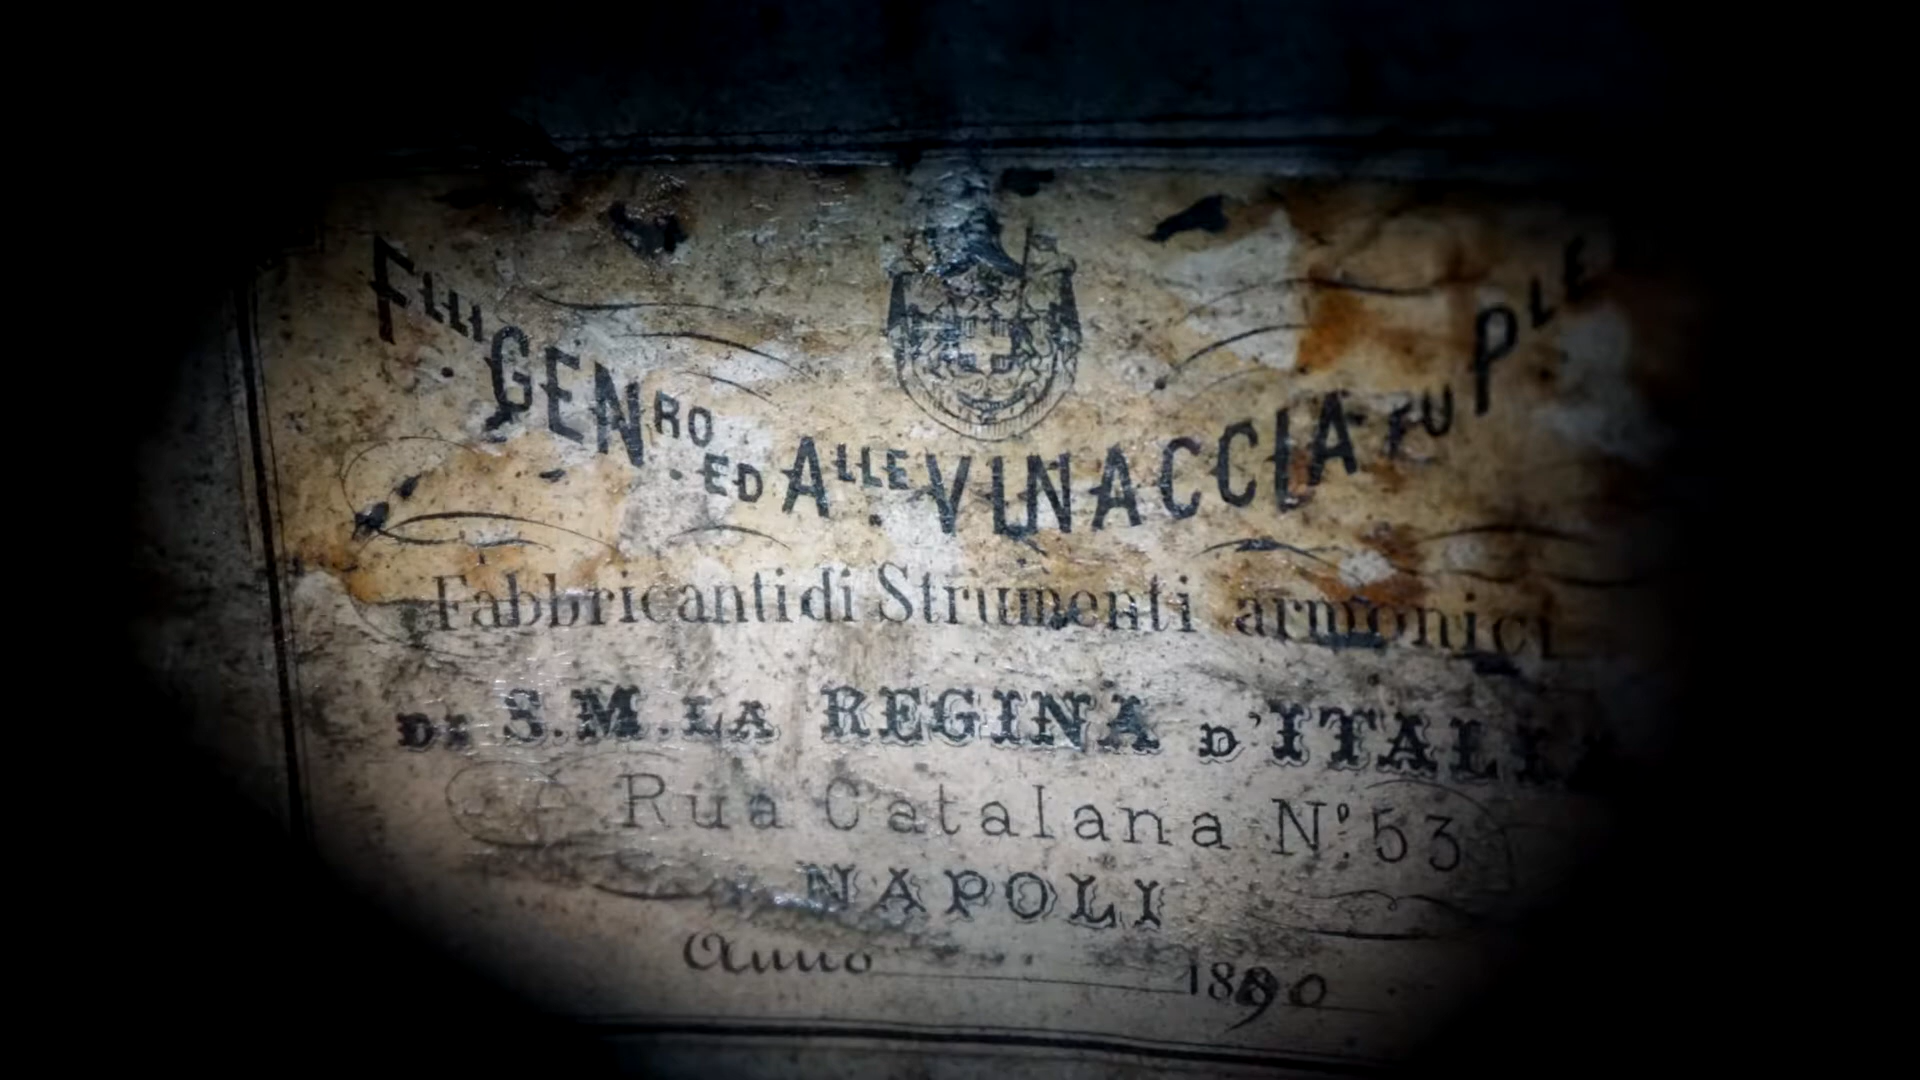 Flli GENro ED Alle VINACCIA FU Ple
Fabbricanti di Strumenti armonici
DI S.M. LA REGINA D'ITALIA
Rua Catalana No. 53
NAPOLI
Anno 1890